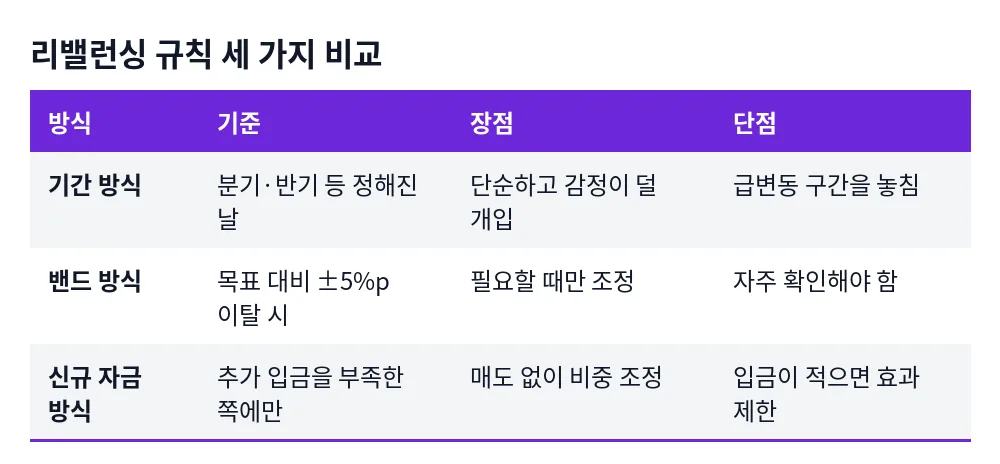 리밸런싱 규칙 세 가지 비교
방식 기준 장점 단점
기간 방식 분기·반기 등 정해진 단순하고 감정이 덜 급변동 구간을 놓침
날 개입
밴드 방식 목표 대비 ±5%p 필요할 때만 조정 자주 확인해야 함
이탈 시
신규 자금 추가 입금을 부족한 매도 없이 비중 조정 입금이 적으면 효과
방식 쪽에만 제한